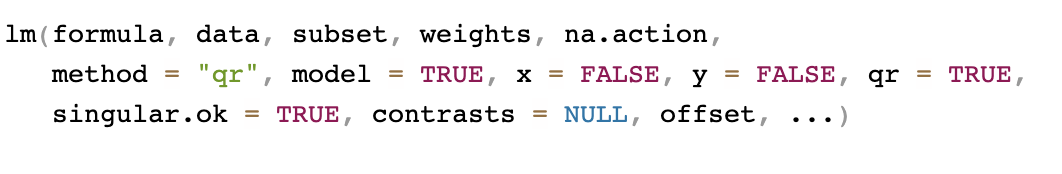 lm(formula, data, subset, weights, na.action,
method = "qr", model = TRUE, x = FALSE, y = FALSE, qr = TRUE,
singular.ok = TRUE, contrasts = NULL, offset, ...)